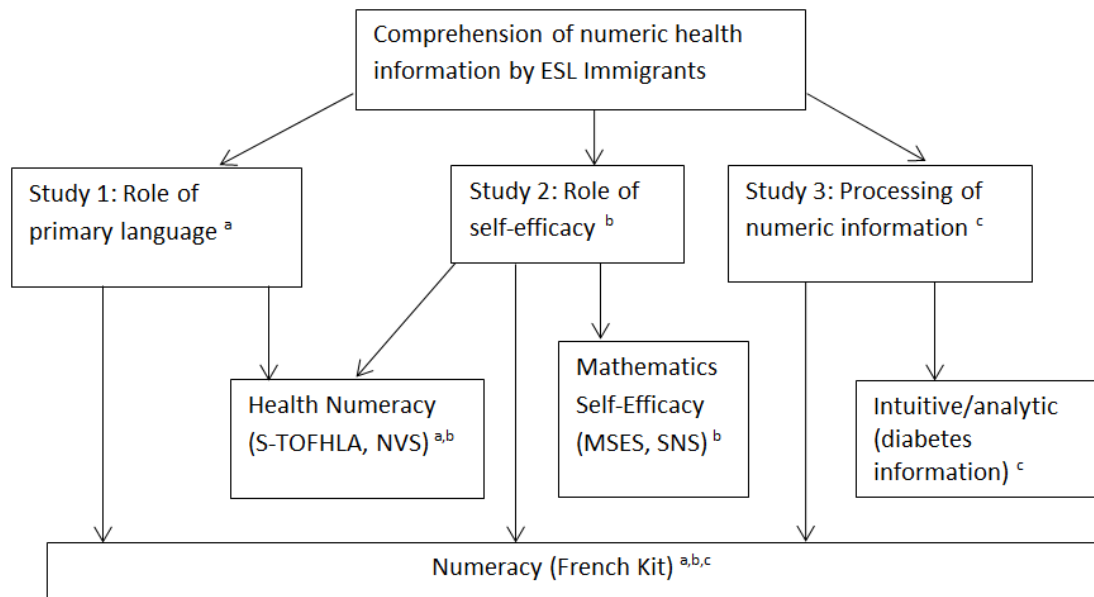 Comprehension of numeric health
information by ESL Immigrants
Study 1: Role of
primary language a
Study 2: Role of
self-efficacy b
Study 3: Processing of
numeric information c
Health Numeracy
(S-TOFHLA, NVS) a,b
Mathematics
Self-Efficacy
(MSES, SNS) b
Intuitive/analytic
(diabetes
information) c
Numeracy (French Kit) a,b,c